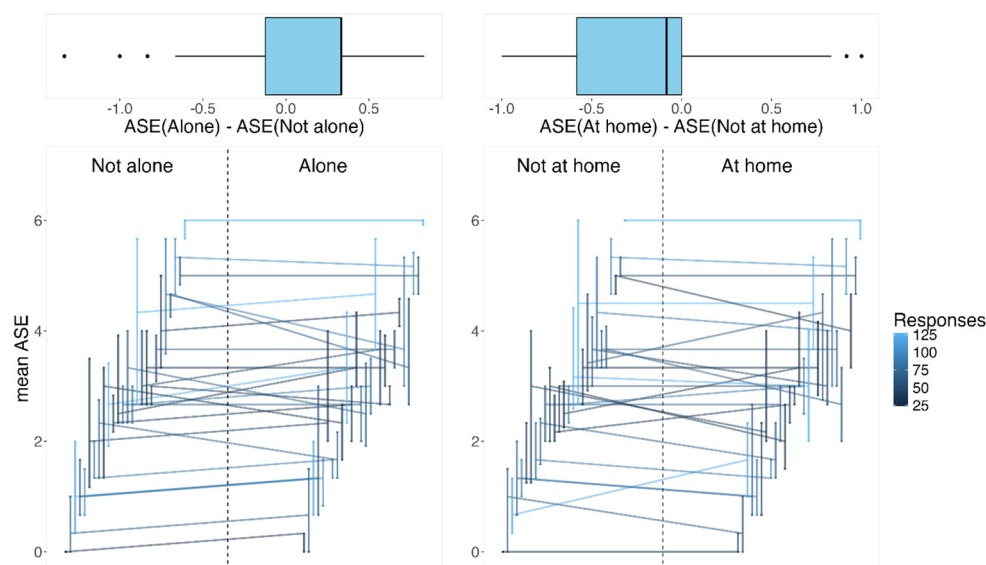 -1.0 -0.5 0.0 0.5
ASE(Alone) - ASE(Not alone)
-1.0 -0.5 0.0 0.5 1.0
ASE(At home) - ASE(Not at home)
Not alone Alone
Not at home At home
mean ASE
6
4
2
0
6
4
2
0
Responses
125
100
75
50
25